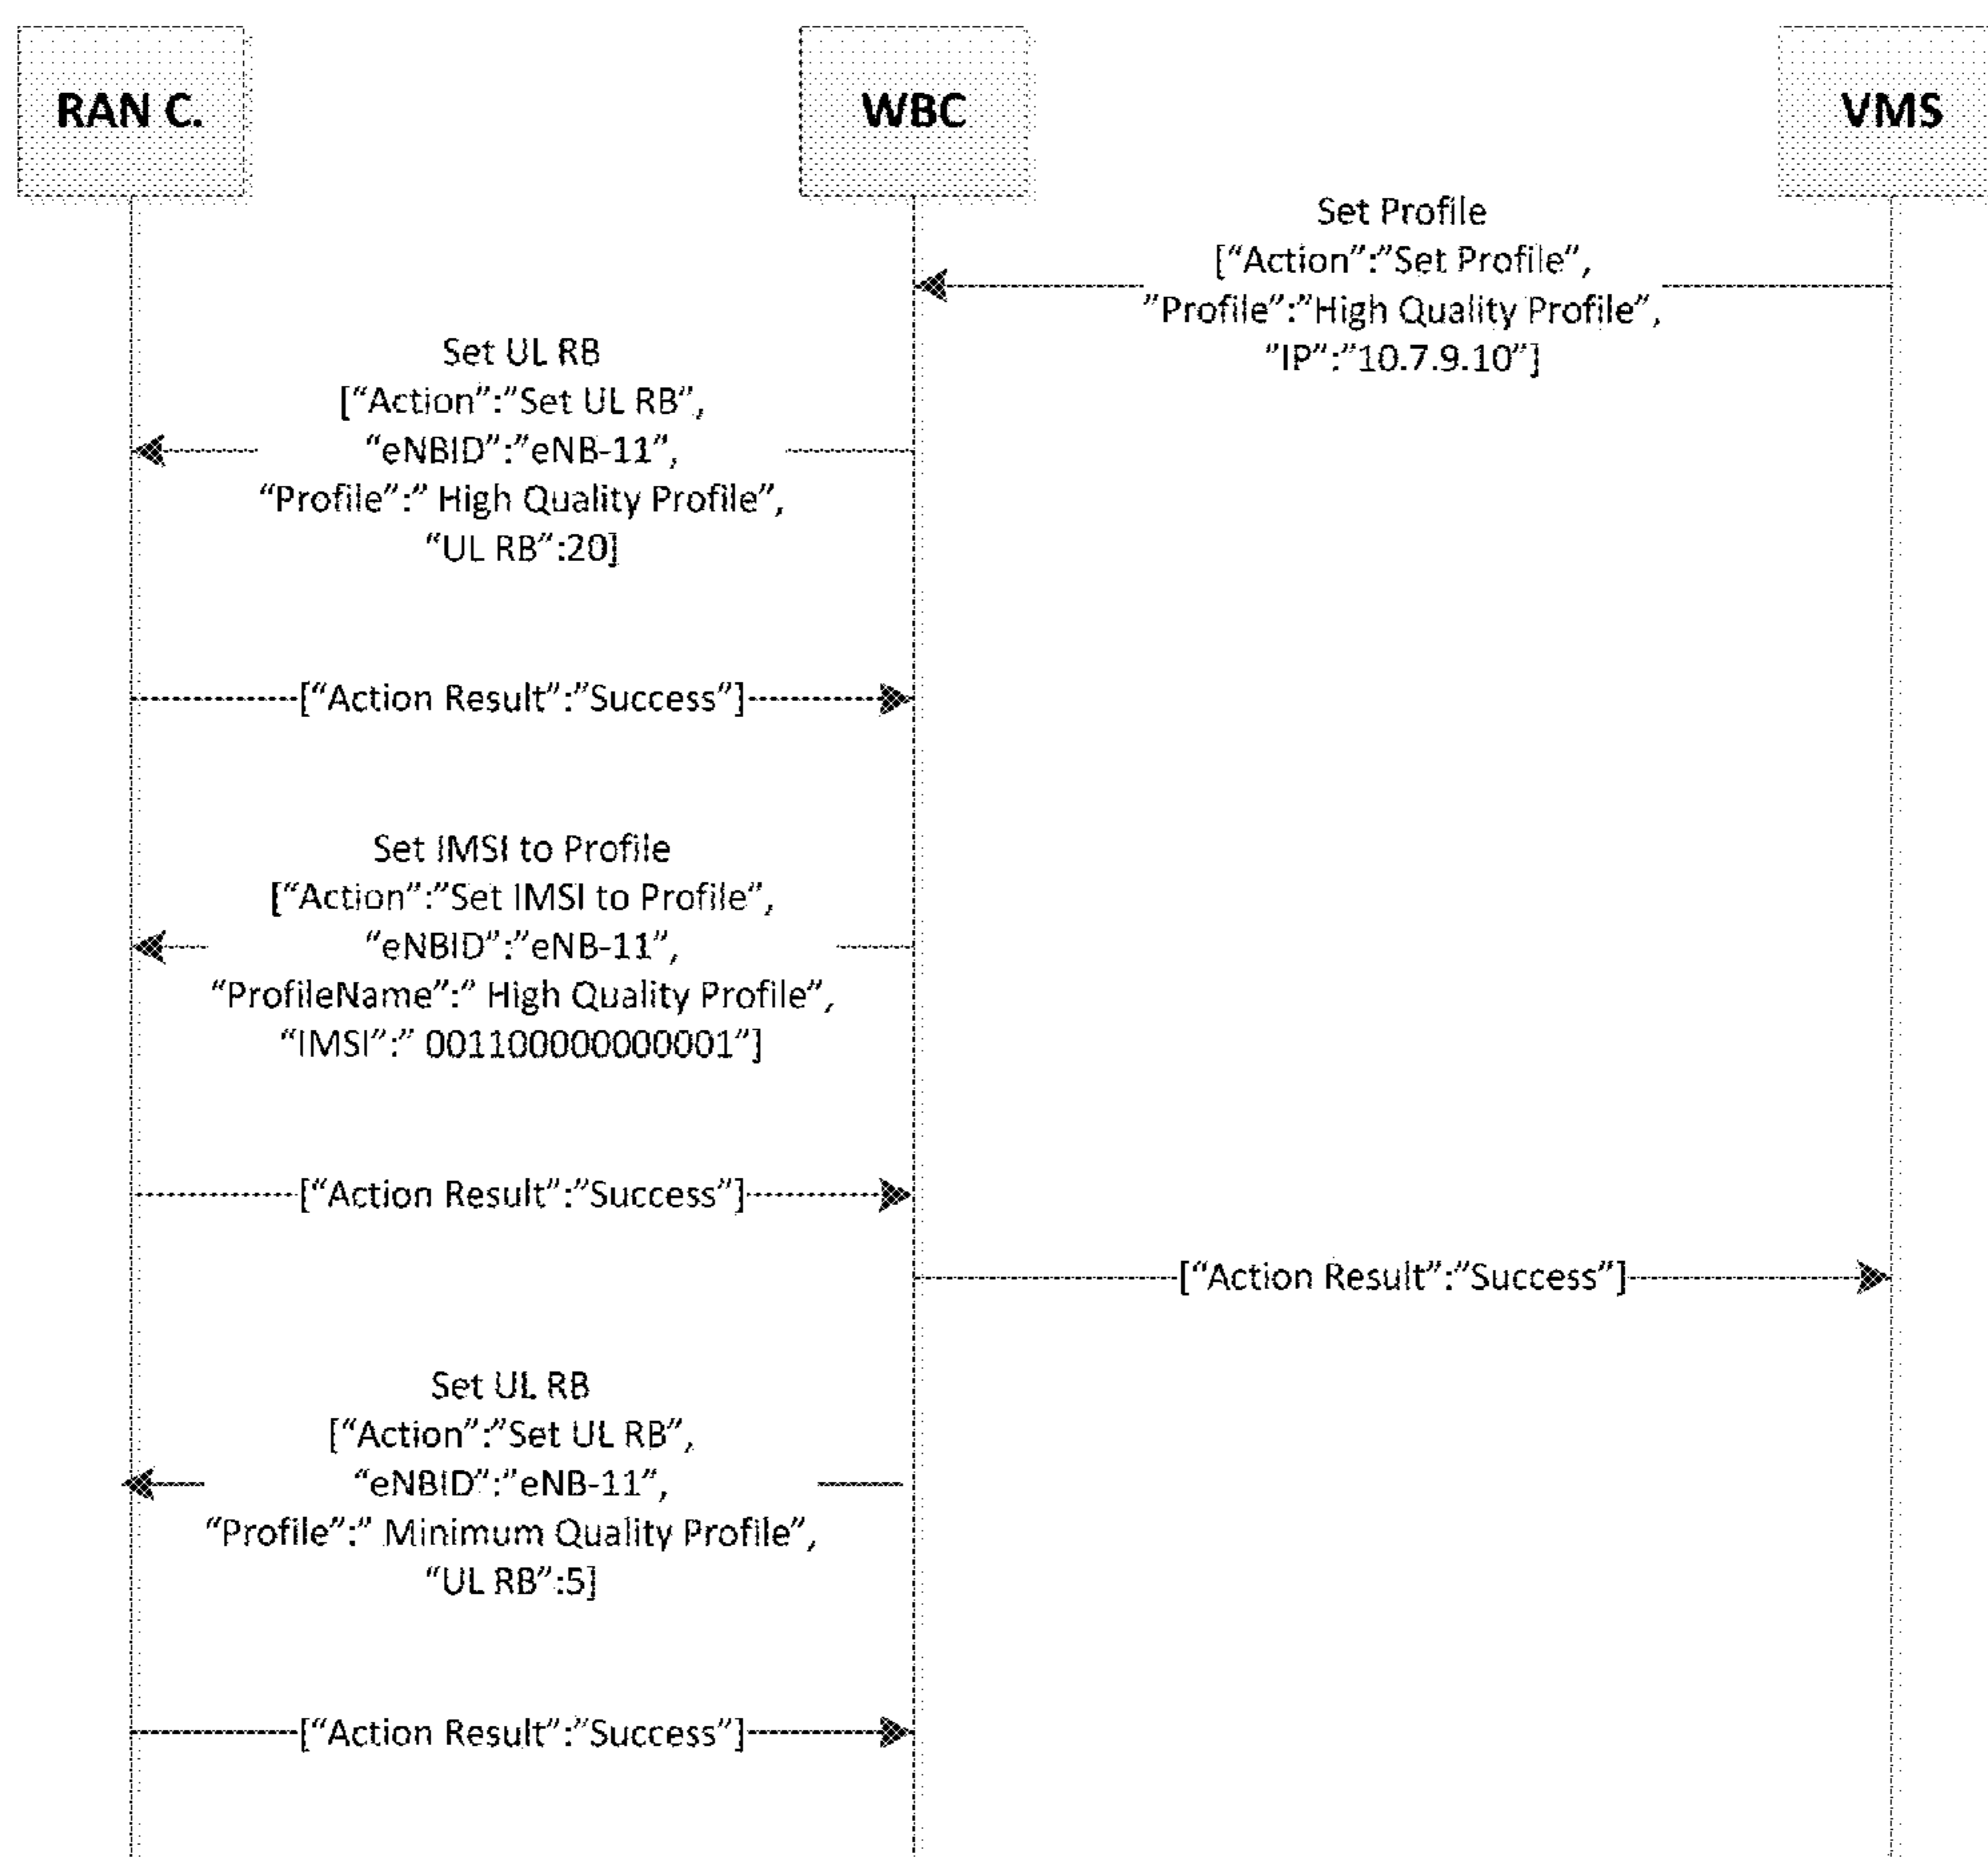 RAN C.
WBC
VMS
Set Profile
[“Action”:”Set Profile”,
”Profile”:”High Quality Profile”,
”IP”:”10.7.9.10”]
Set UL RB
[“Action”:”Set UL RB”,
“eNBID”:”eNB-11”,
“Profile”:” High Quality Profile”,
“UL RB”:20]
[“Action Result”:”Success”]
Set IMSI to Profile
[“Action”:”Set IMSI to Profile”,
“eNBID”:”eNB-11”,
“ProfileName”:” High Quality Profile”,
“IMSI”:” 001100000000001”]
[“Action Result”:”Success”]
[“Action Result”:”Success”]
Set UL RB
[“Action”:”Set UL RB”,
“eNBID”:”eNB-11”,
“Profile”:” Minimum Quality Profile”,
“UL RB”:5]
[“Action Result”:”Success”]